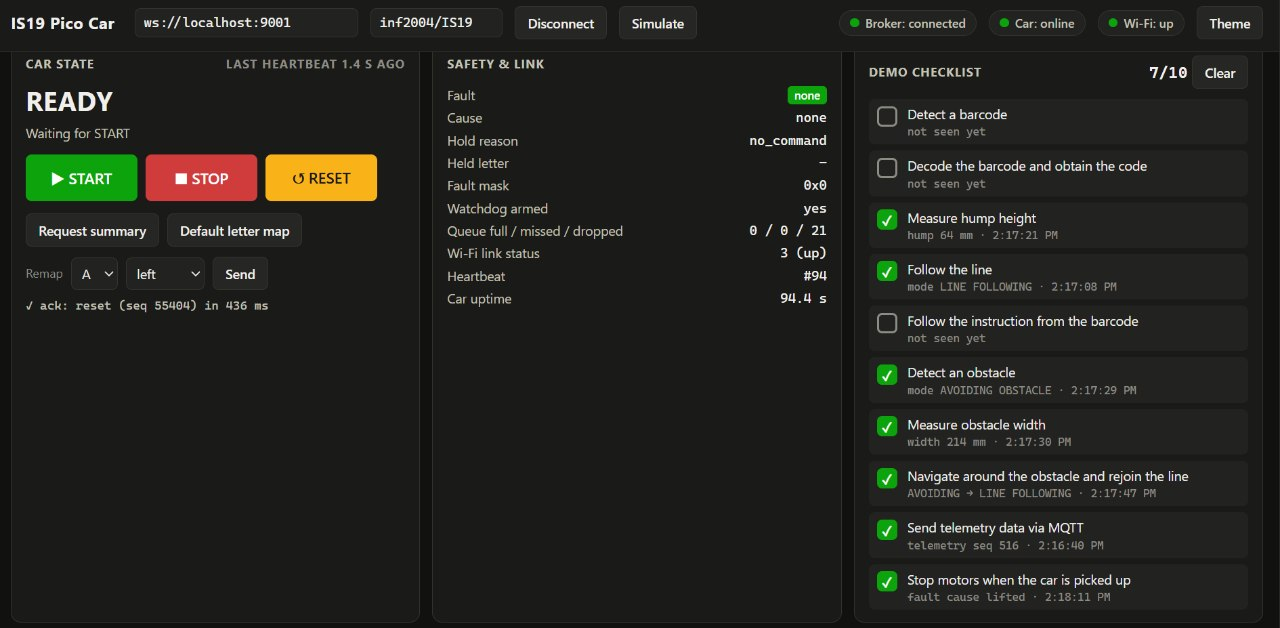 IS19 Pico Car
ws://localhost:9001
inf2004/IS19
Disconnect
Simulate
Broker: connected
Car: online
Wi-Fi: up
Theme
CAR STATE
LAST HEARTBEAT 1.4 S AGO
READY
Waiting for START
▶ START
■ STOP
↺ RESET
Request summary
Default letter map
Remap
A
left
Send
✓ ack: reset (seq 55404) in 436 ms
SAFETY & LINK
Fault none
Cause none
Hold reason no_command
Held letter –
Fault mask 0x0
Watchdog armed yes
Queue full / missed / dropped 0 / 0 / 21
Wi-Fi link status 3 (up)
Heartbeat #94
Car uptime 94.4 s
DEMO CHECKLIST
7/10
Clear
Detect a barcode
not seen yet
Decode the barcode and obtain the code
not seen yet
Measure hump height
hump 64 mm · 2:17:21 PM
Follow the line
mode LINE FOLLOWING · 2:17:08 PM
Follow the instruction from the barcode
not seen yet
Detect an obstacle
mode AVOIDING OBSTACLE · 2:17:29 PM
Measure obstacle width
width 214 mm · 2:17:30 PM
Navigate around the obstacle and rejoin the line
AVOIDING → LINE FOLLOWING · 2:17:47 PM
Send telemetry data via MQTT
telemetry seq 516 · 2:16:40 PM
Stop motors when the car is picked up
fault cause lifted · 2:18:11 PM